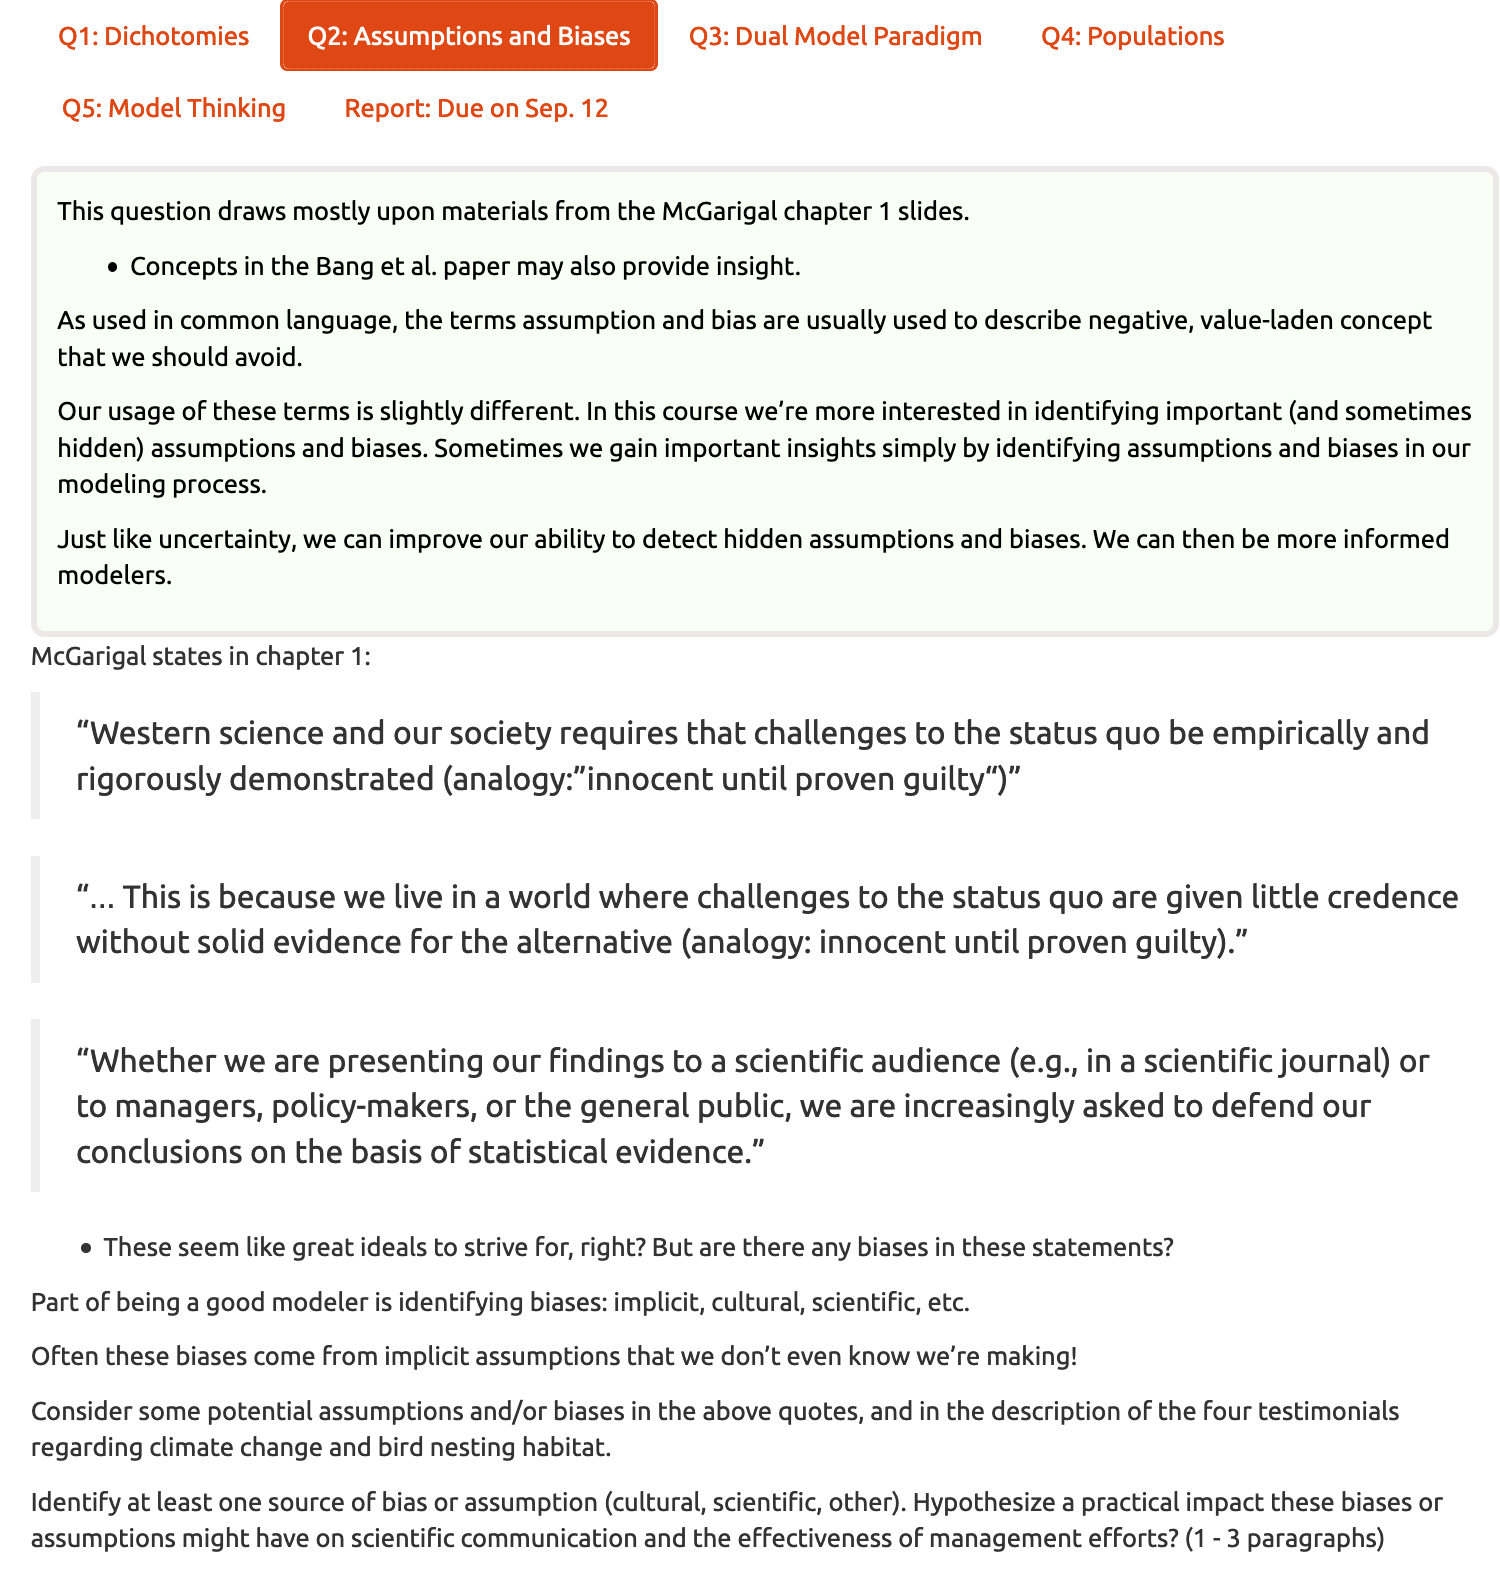 Q1: Dichotomies Q2: Assumptions and Biases Q3: Dual Model Paradigm Q4: Populations
Q5: Model Thinking Report: Due on Sep. 12
This question draws mostly upon materials from the McGarigal chapter 1 slides.
• Concepts in the Bang et al. paper may also provide insight.
As used in common language, the terms assumption and bias are usually used to describe negative, value-laden concept
that we should avoid.
Our usage of these terms is slightly different. In this course we’re more interested in identifying important (and sometimes
hidden) assumptions and biases. Sometimes we gain important insights simply by identifying assumptions and biases in our
modeling process.
Just like uncertainty, we can improve our ability to detect hidden assumptions and biases. We can then be more informed
modelers.
McGarigal states in chapter 1:
“Western science and our society requires that challenges to the status quo be empirically and
rigorously demonstrated (analogy:”innocent until proven guilty“)”
“… This is because we live in a world where challenges to the status quo are given little credence
without solid evidence for the alternative (analogy: innocent until proven guilty).”
“Whether we are presenting our findings to a scientific audience (e.g., in a scientific journal) or
to managers, policy-makers, or the general public, we are increasingly asked to defend our
conclusions on the basis of statistical evidence.”
• These seem like great ideals to strive for, right? But are there any biases in these statements?
Part of being a good modeler is identifying biases: implicit, cultural, scientific, etc.
Often these biases come from implicit assumptions that we don’t even know we’re making!
Consider some potential assumptions and/or biases in the above quotes, and in the description of the four testimonials
regarding climate change and bird nesting habitat.
Identify at least one source of bias or assumption (cultural, scientific, other). Hypothesize a practical impact these biases or
assumptions might have on scientific communication and the effectiveness of management efforts? (1 - 3 paragraphs)